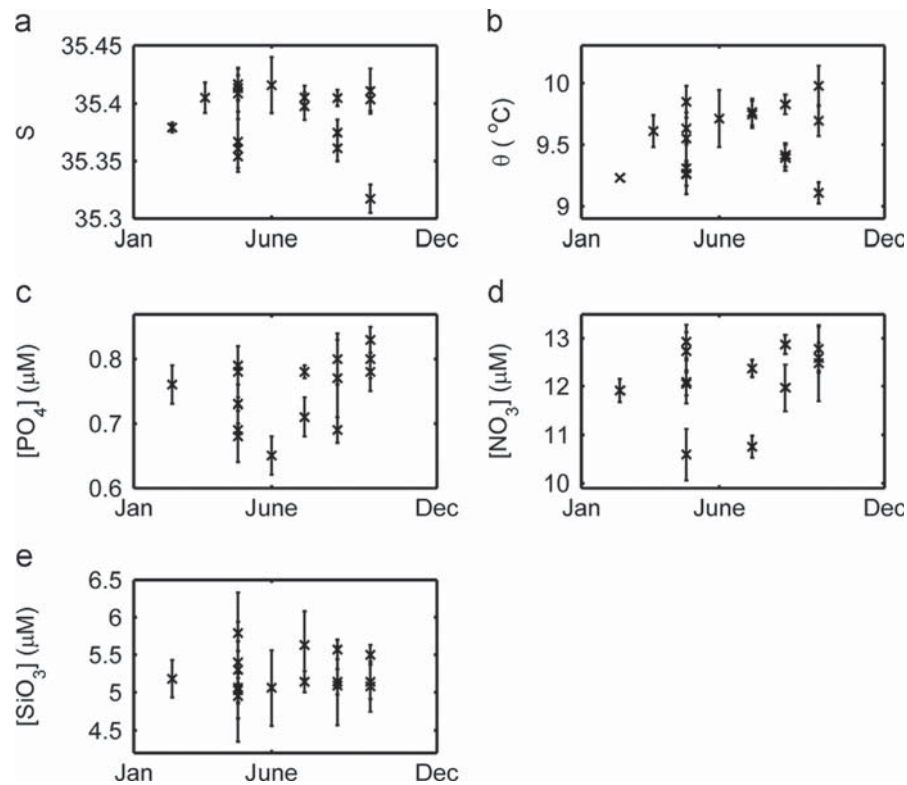 a
S
35.45
35.4
35.35
35.3
Jan
June
Dec
b
θ ( °C)
10
9.5
9
Jan
June
Dec
c
[PO4] (μM)
0.8
0.7
0.6
Jan
June
Dec
d
[NO3] (μM)
13
12
11
10
Jan
June
Dec
e
[SiO3] (μM)
6.5
6
5.5
5
4.5
Jan
June
Dec